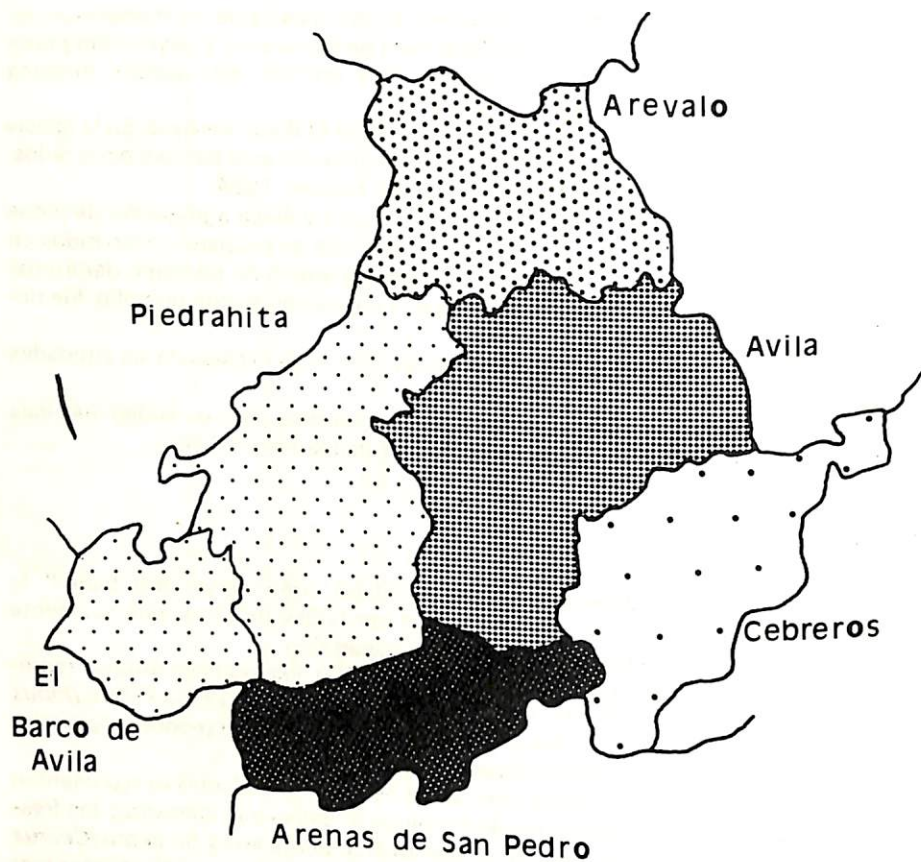 Arevalo
Piedrahita
Avila
Cebreros
El
Barco de
Avila
Arenas de San Pedro